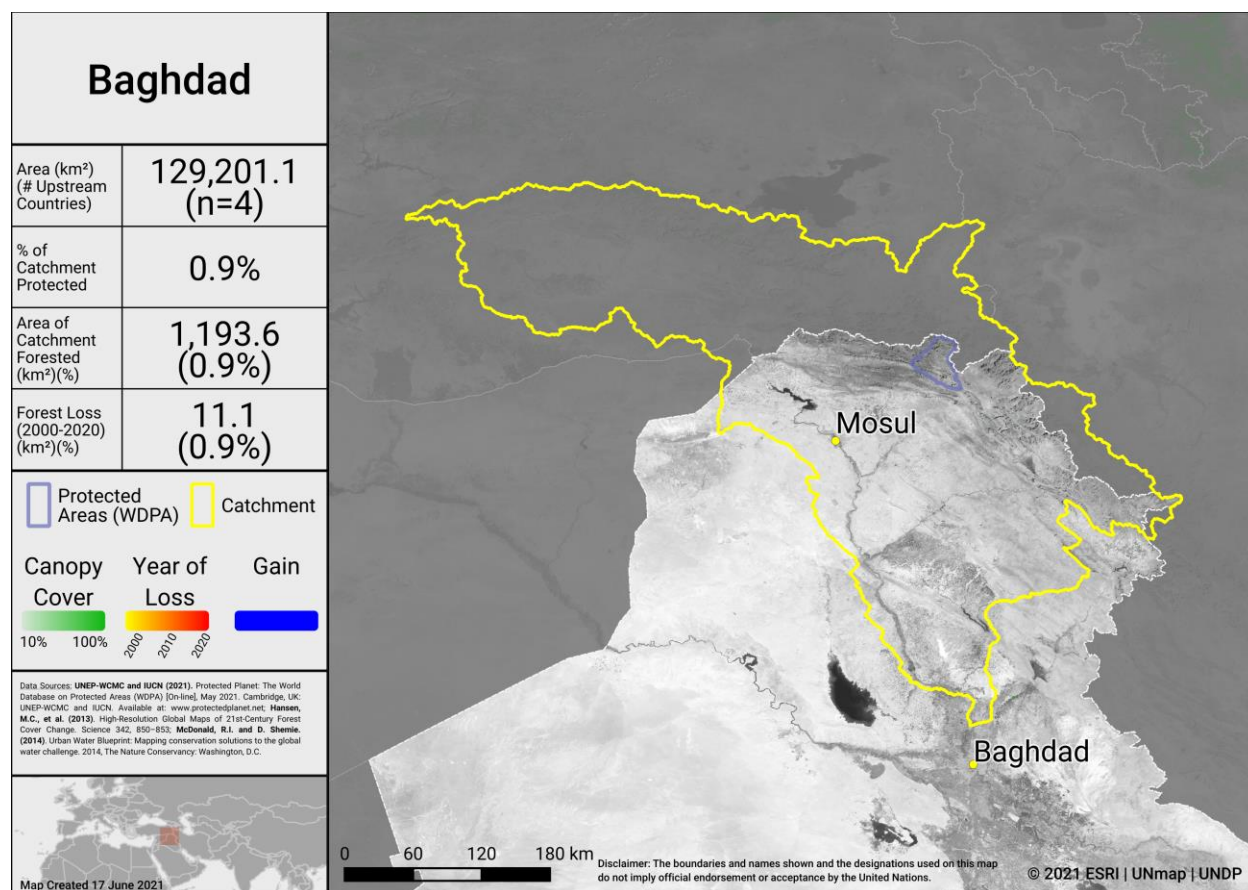 Baghdad
Area (km²)
(# Upstream
Countries)
129,201.1
(n=4)
% of
Catchment
Protected
0.9%
Area of
Catchment
Forested
(km²)(%)
1,193.6
(0.9%)
Forest Loss
(2000-2020)
(km²)(%)
11.1
(0.9%)
Protected
Areas (WDPA)
Catchment
Canopy
Cover
10%
100%
Year of
Loss
2000
2010
2020
Gain
Data Sources: UNEP-WCMC and IUCN (2021). Protected Planet: The World
Database on Protected Areas (WDPA) [On-line], May 2021. Cambridge, UK:
UNEP-WCMC and IUCN. Available at: www.protectedplanet.net; Hansen,
M.C., et al. (2013). High-Resolution Global Maps of 21st-Century Forest
Cover Change. Science 342, 850–853; McDonald, R.I. and D. Shemie.
(2014). Urban Water Blueprint: Mapping conservation solutions to the global
water challenge. 2014, The Nature Conservancy: Washington, D.C.
Map Created 17 June 2021
Mosul
Baghdad
0 60 120 180 km
Disclaimer: The boundaries and names shown and the designations used on this map
do not imply official endorsement or acceptance by the United Nations.
© 2021 ESRI | UNmap | UNDP